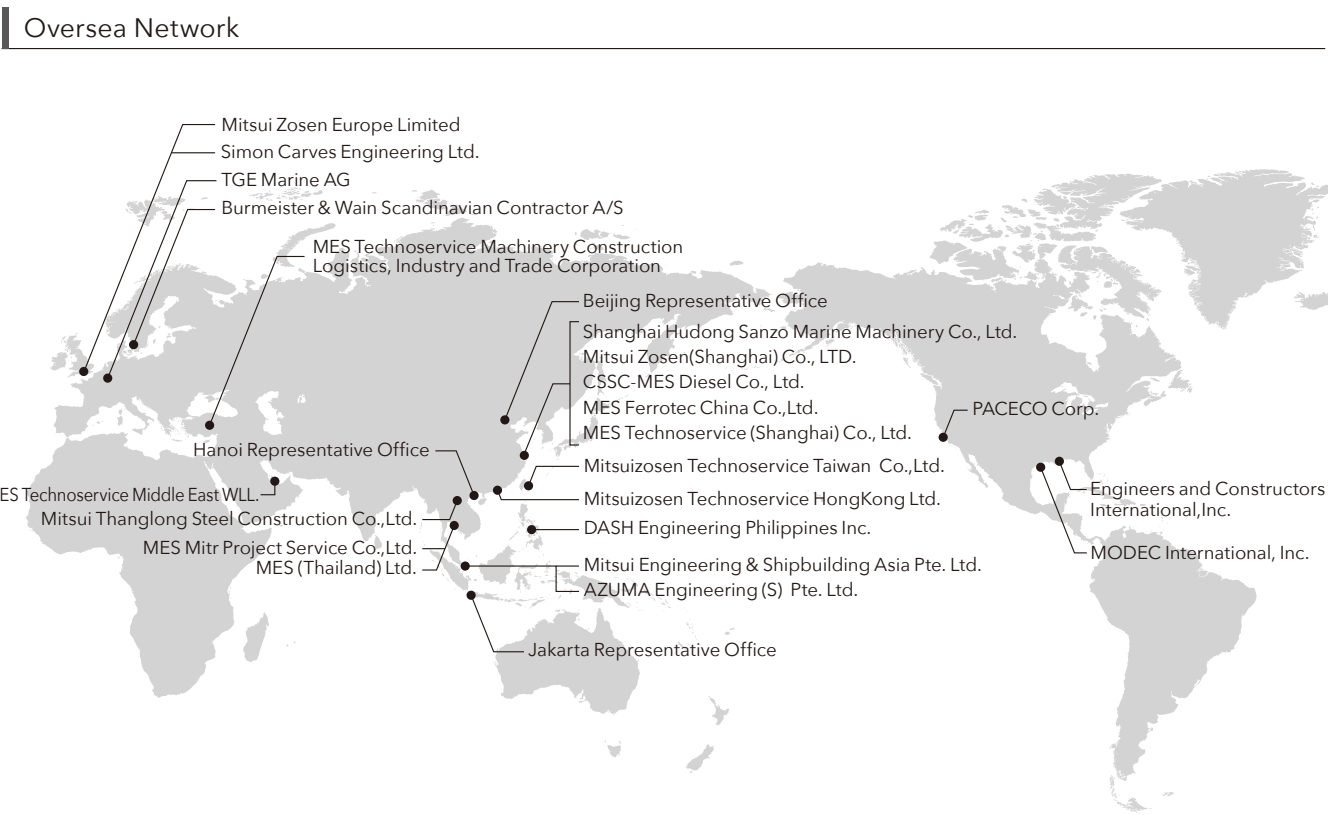 Oversea Network
Mitsui Zosen Europe Limited
Simon Carves Engineering Ltd.
TGE Marine AG
Burmeister & Wain Scandinavian Contractor A/S
MES Technoservice Machinery Construction
Logistics, Industry and Trade Corporation
Beijing Representative Office
Shanghai Hudong Sanzo Marine Machinery Co., Ltd.
Mitsui Zosen(Shanghai) Co., LTD.
CSSC-MES Diesel Co., Ltd.
MES Ferrotec China Co.,Ltd.
MES Technoservice (Shanghai) Co., Ltd.
PACECO Corp.
Hanoi Representative Office
Mitsuizosen Technoservice Taiwan Co.,Ltd.
ES Technoservice Middle East WLL.
Mitsuizosen Technoservice HongKong Ltd.
Engineers and Constructors
International,Inc.
Mitsui Thanglong Steel Construction Co.,Ltd.
DASH Engineering Philippines Inc.
MES Mitr Project Service Co.,Ltd.
MODEC International, Inc.
MES (Thailand) Ltd.
Mitsui Engineering & Shipbuilding Asia Pte. Ltd.
AZUMA Engineering (S) Pte. Ltd.
Jakarta Representative Office